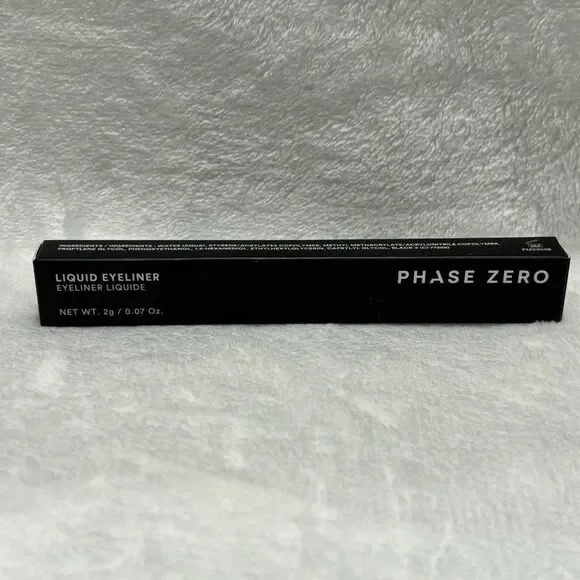 INGREDIENTS / INGREDIENTS : WATER (AQUA), STYRENE/ACRYLATES COPOLYMER, METHYL METHACRYLATE/ACRYLONITRILE COPOLYMER,
PROPYLENE GLYCOL, PHENOXYETHANOL, 1,2-HEXANEDIOL, ETHYLHEXYLGLYCERIN, CAPRYLYL GLYCOL, BLACK 2 (CI 77266)
LIQUID EYELINER
EYELINER LIQUIDE
NET WT. 2g / 0.07 Oz.
PHASE ZERO